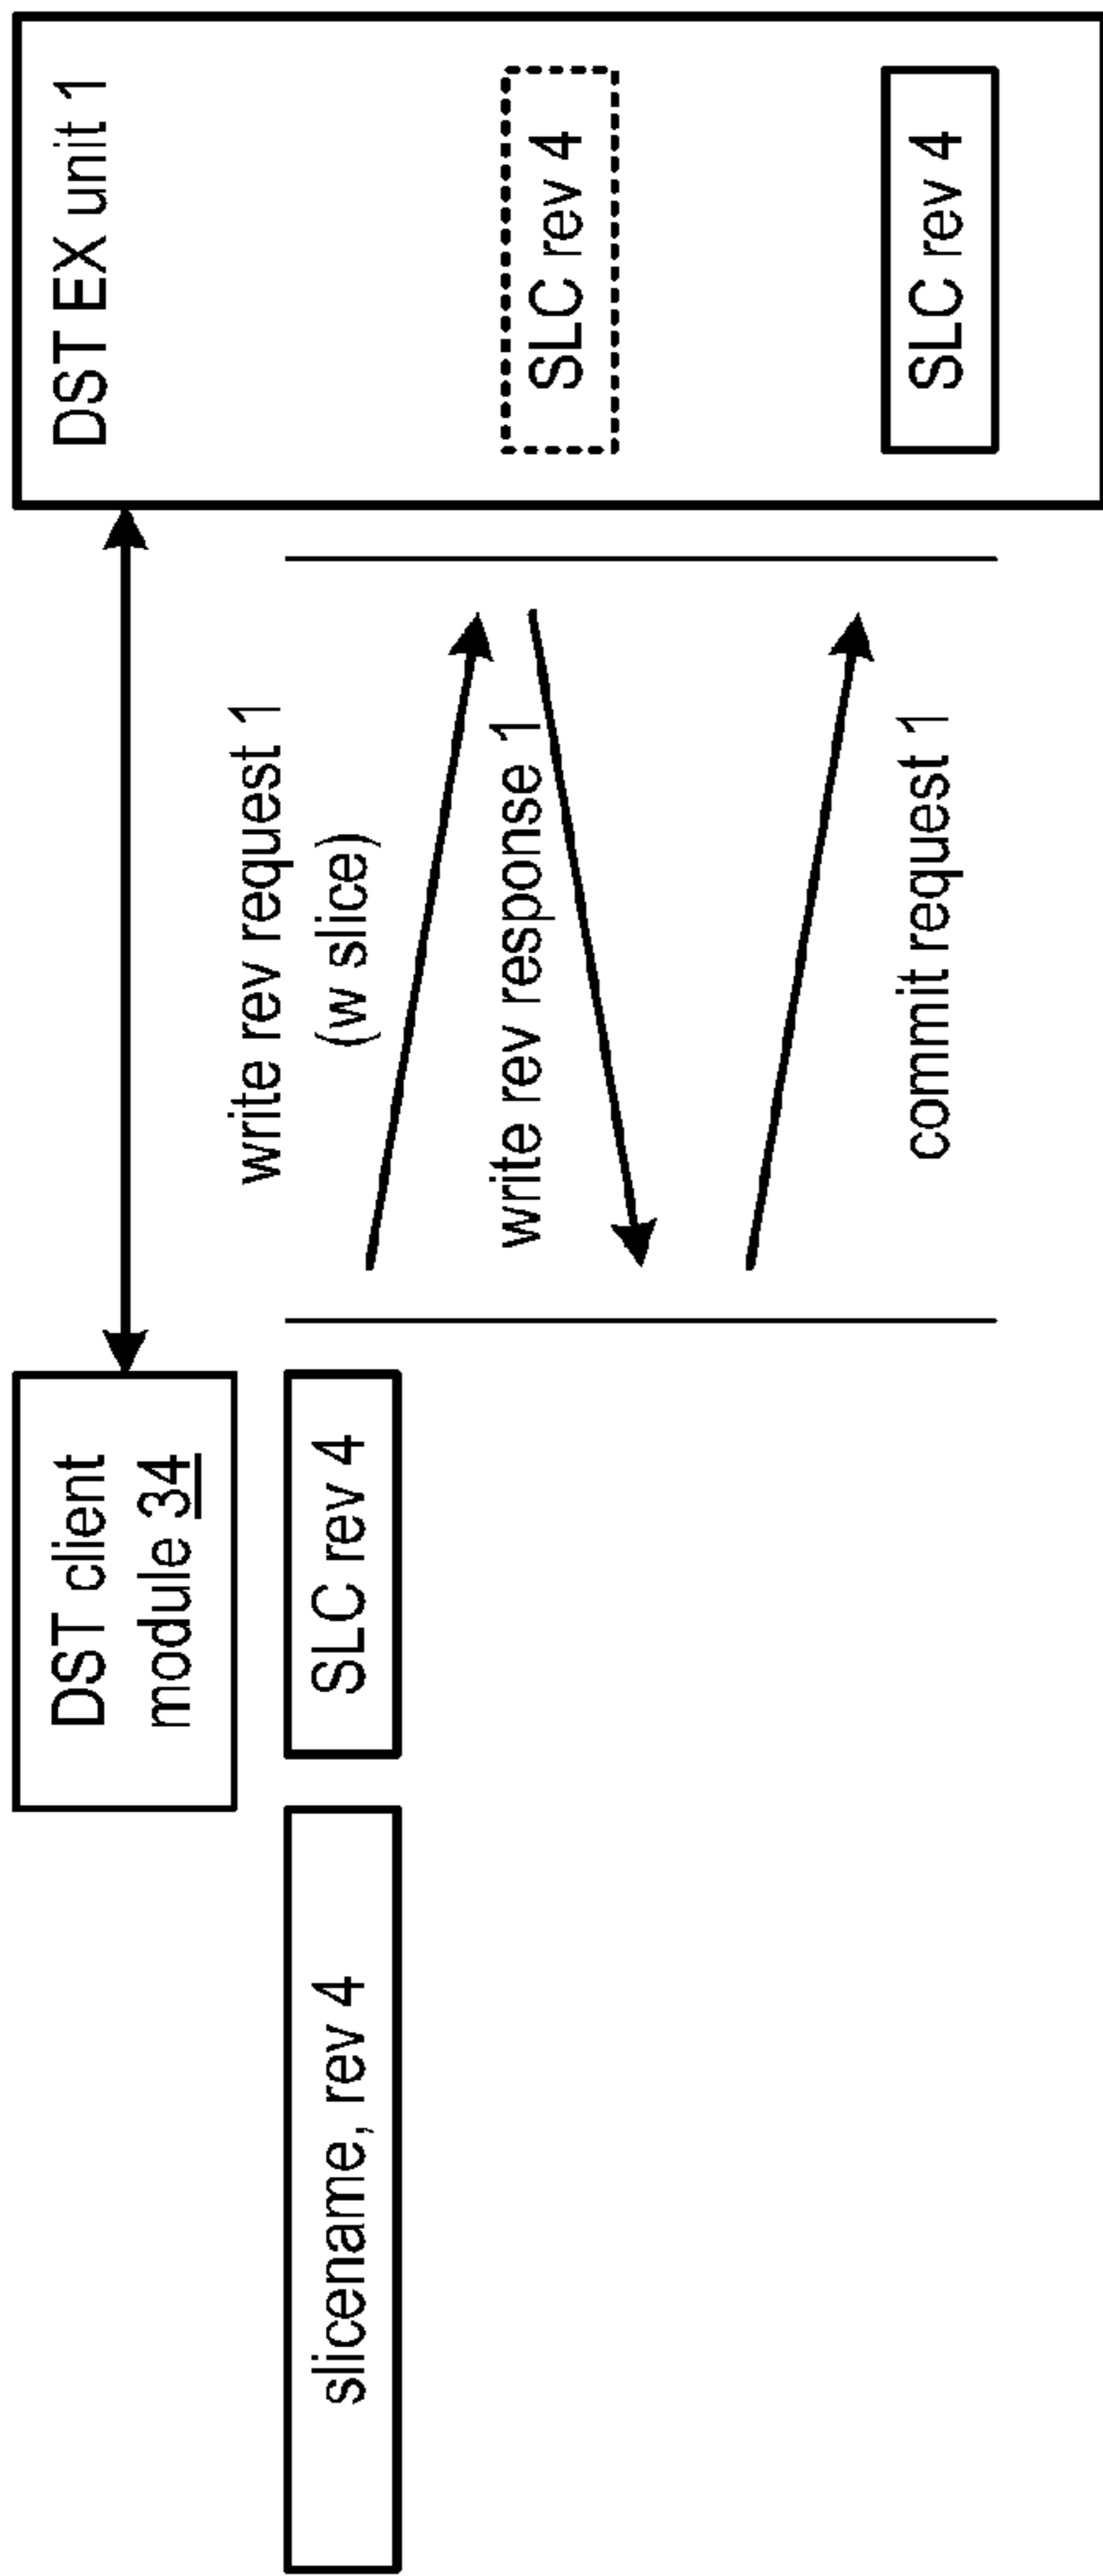 DST client
module 34
DST EX unit 1
slicename, rev 4
SLC rev 4
write rev request 1
(w slice)
write rev response 1
SLC rev 4
commit request 1
SLC rev 4